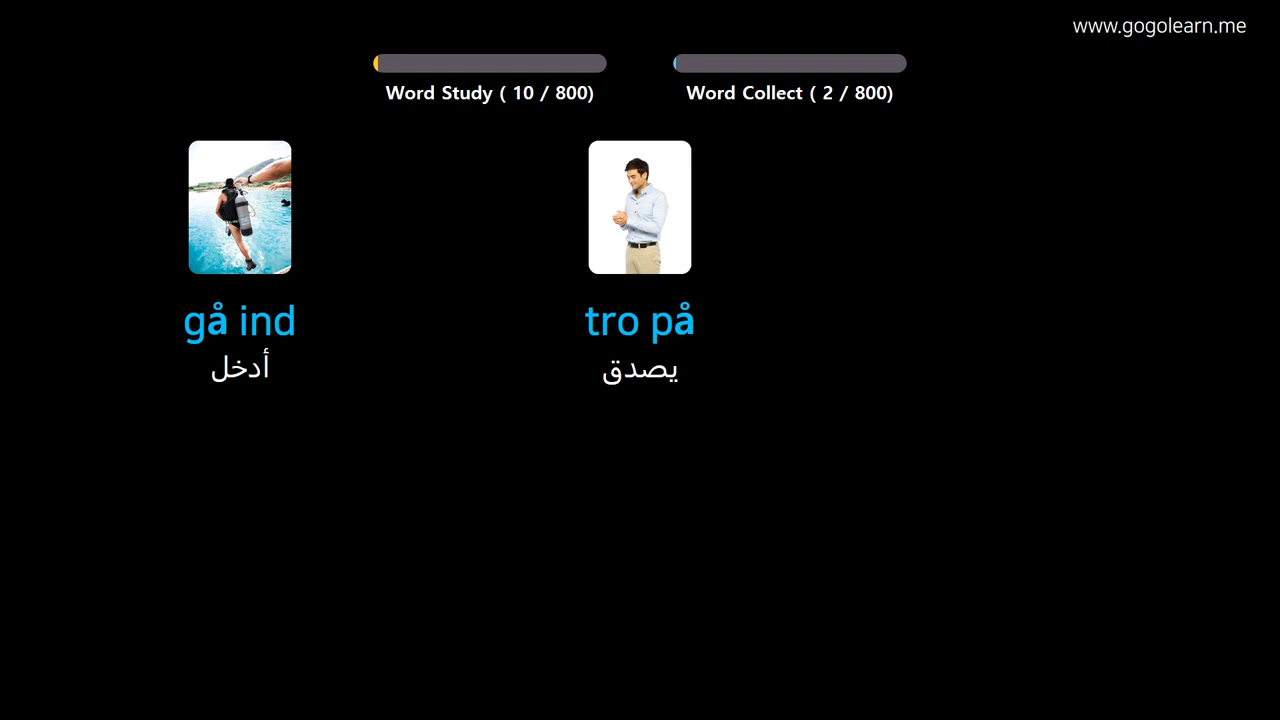 www.gogolearn.me
Word Study ( 10 / 800)
Word Collect ( 2 / 800)
gå ind
أدخل
tro på
يصدق